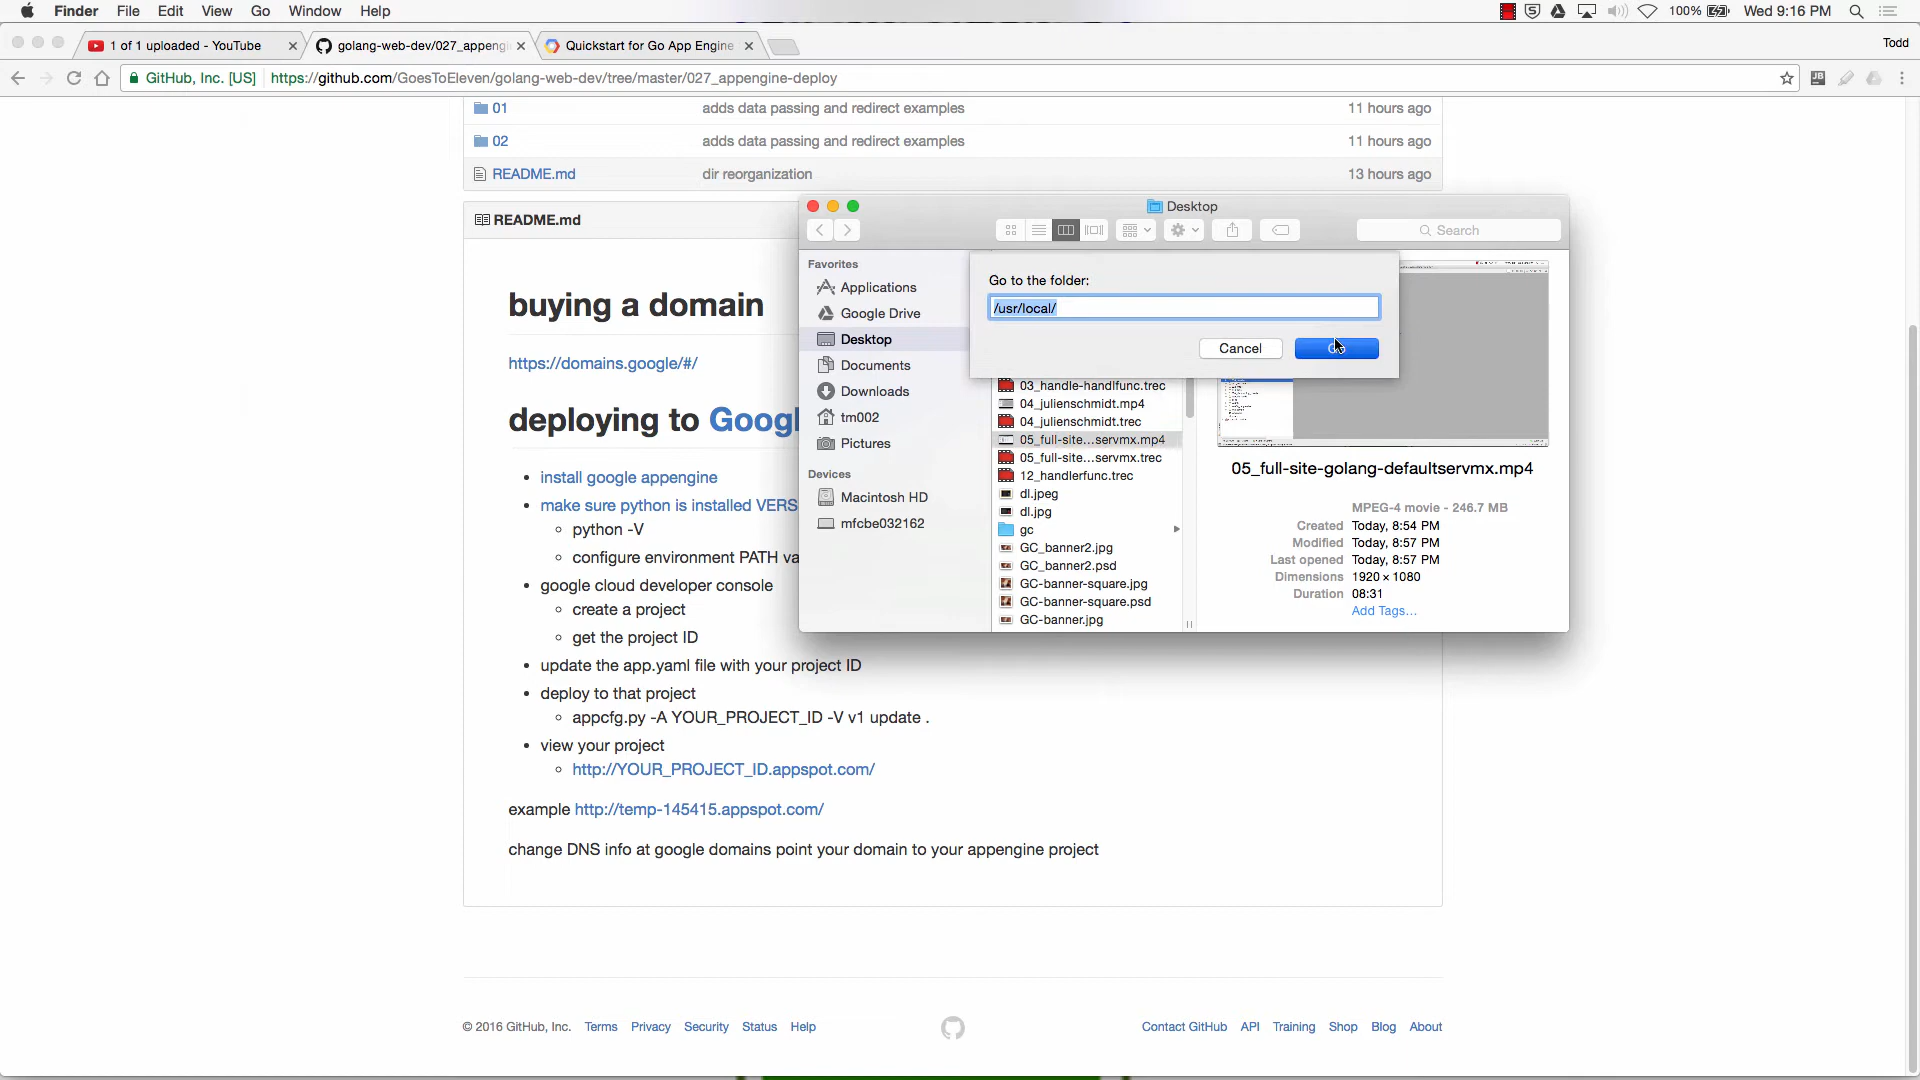 Finder File Edit View Go Window Help
100% Wed 9:16 PM
1 of 1 uploaded - YouTube
golang-web-dev/027_appengi
Quickstart for Go App Engine
Todd
GitHub, Inc. [US] https://github.com/GoesToEleven/golang-web-dev/tree/master/027_appengine-deploy
01 adds data passing and redirect examples 11 hours ago
02 adds data passing and redirect examples 11 hours ago
README.md dir reorganization 13 hours ago
README.md
buying a domain
https://domains.google/#/
deploying to Googl
install google appengine
make sure python is installed VERS
python -V
configure environment PATH va
google cloud developer console
create a project
get the project ID
update the app.yaml file with your project ID
deploy to that project
appcfg.py -A YOUR_PROJECT_ID -V v1 update .
view your project
http://YOUR_PROJECT_ID.appspot.com/
example http://temp-145415.appspot.com/
change DNS info at google domains point your domain to your appengine project
Desktop
Search
Favorites
Applications
Google Drive
Desktop
Documents
Downloads
tm002
Pictures
Devices
Macintosh HD
mfcbe032162
Go to the folder:
/usr/local/
Cancel
03_handle-handlfunc.trec
04_julienschmidt.mp4
04_julienschmidt.trec
05_full-site...servmx.mp4
05_full-site...servmx.trec
12_handlerfunc.trec
dl.jpeg
dl.jpg
gc
GC_banner2.jpg
GC_banner2.psd
GC-banner-square.jpg
GC-banner-square.psd
GC-banner.jpg
05_full-site-golang-defaultservmx.mp4
MPEG-4 movie - 246.7 MB
Created Today, 8:54 PM
Modified Today, 8:57 PM
Last opened Today, 8:57 PM
Dimensions 1920 × 1080
Duration 08:31
Add Tags…
© 2016 GitHub, Inc. Terms Privacy Security Status Help
Contact GitHub API Training Shop Blog About